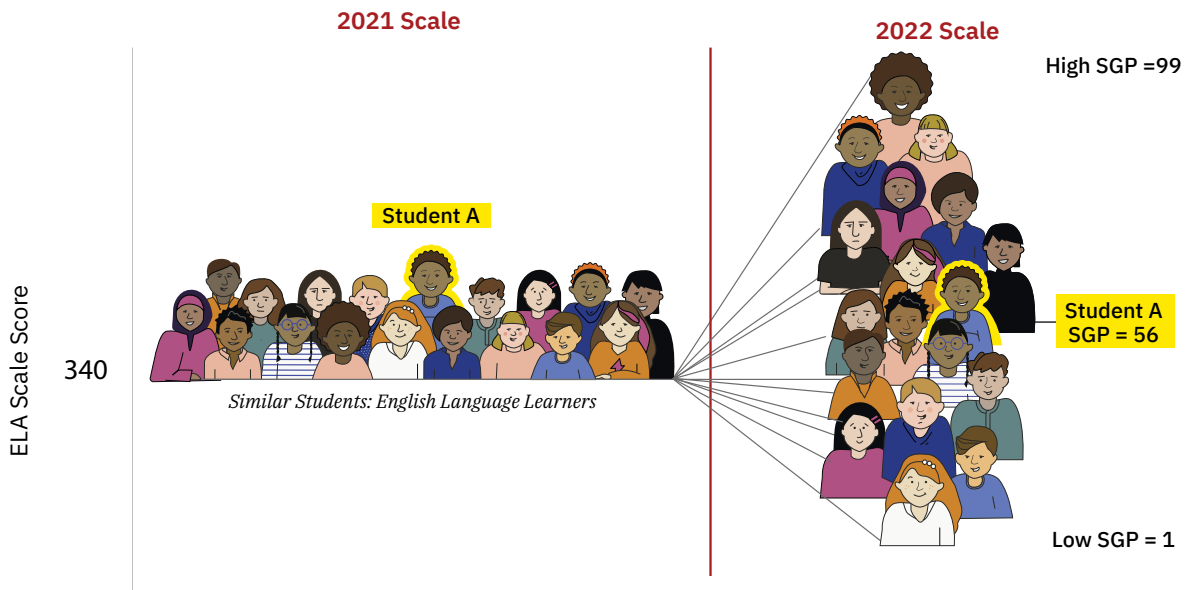 2021 Scale
2022 Scale
High SGP =99
Student A
ELA Scale Score
340
Similar Students: English Language Learners
Student A
SGP = 56
Low SGP = 1